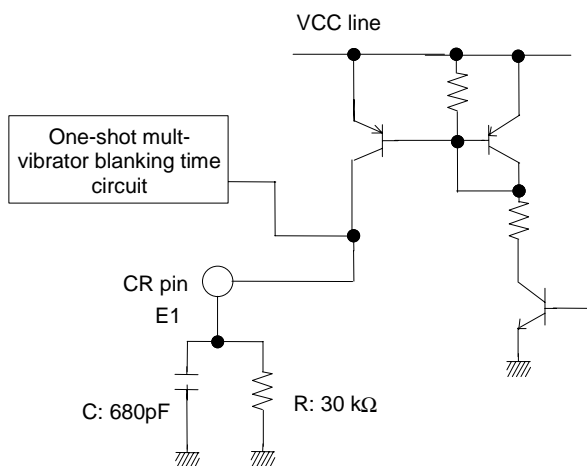 VCC line
One-shot mult-
vibrator blanking time
circuit
CR pin
E1
C: 680pF
R: 30 kΩ